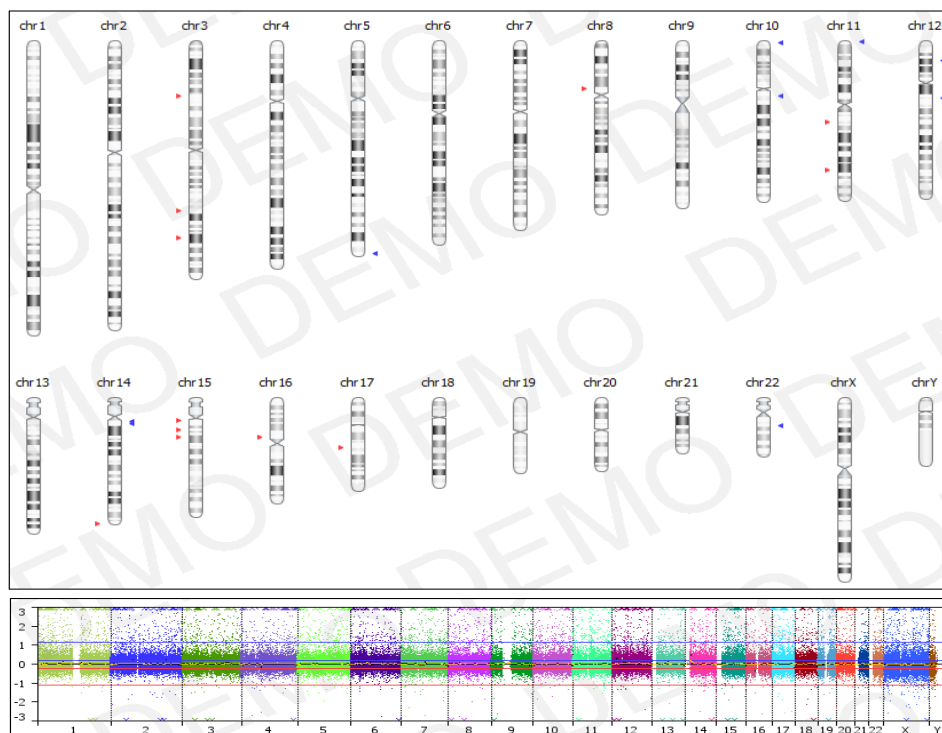 chr1 chr2 chr3 chr4 chr5 chr6 chr7 chr8 chr9 chr10 chr11 chr12
chr13 chr14 chr15 chr16 chr17 chr18 chr19 chr20 chr21 chr22 chrX chrY
DEMO DEMO DEMO DEMO DEMO DEMO
3
2
1
0
-1
-2
-3
1 2 3 4 5 6 7 8 9 10 11 12 13 14 15 16 17 18 19 20 21 22 X Y